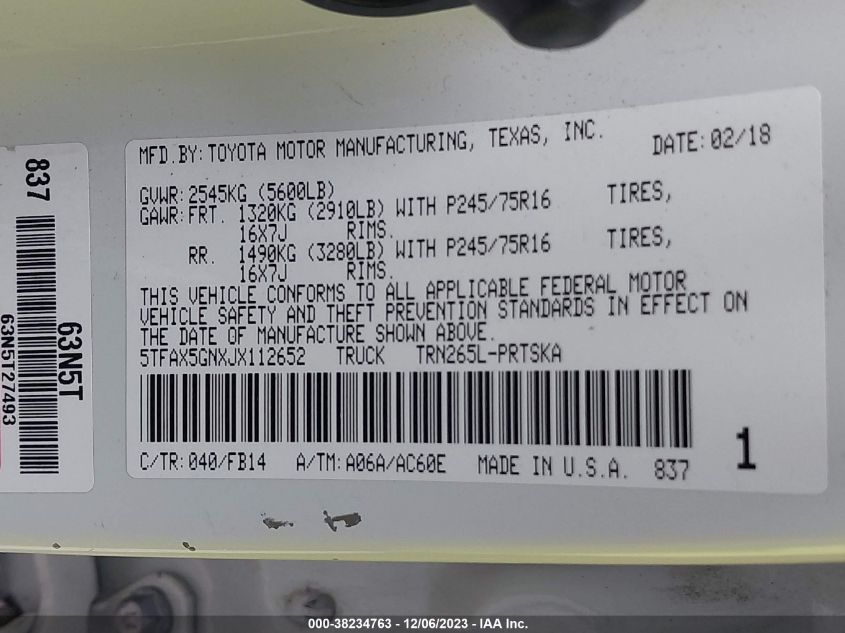 MFD.BY:TOYOTA MOTOR MANUFACTURING, TEXAS, INC. DATE:02/18
GVWR:2545KG (5600LB)
GAWR:FRT. 1320KG (2910LB) WITH P245/75R16 TIRES,
16X7J RIMS.
RR. 1490KG (3280LB) WITH P245/75R16 TIRES,
16X7J RIMS.
THIS VEHICLE CONFORMS TO ALL APPLICABLE FEDERAL MOTOR
VEHICLE SAFETY AND THEFT PREVENTION STANDARDS IN EFFECT ON
THE DATE OF MANUFACTURE SHOWN ABOVE.
5TFAX5GNXJX112652 TRUCK TRN265L-PRTSKA
C/TR:040/FB14 A/TM:A06A/AC60E MADE IN U.S.A. 837
1
837
63N5T
63N5T27493
000-38234763 - 12/06/2023 - IAA Inc.